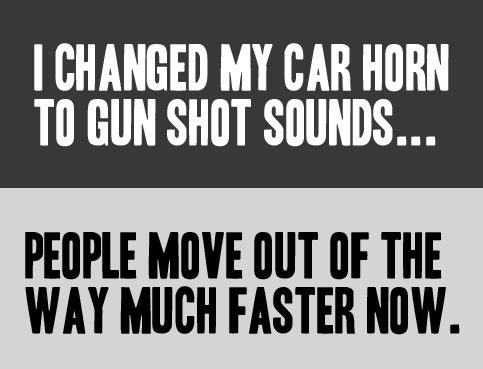 I CHANGED MY CAR HORN
TO GUN SHOT SOUNDS...
PEOPLE MOVE OUT OF THE
WAY MUCH FASTER NOW.